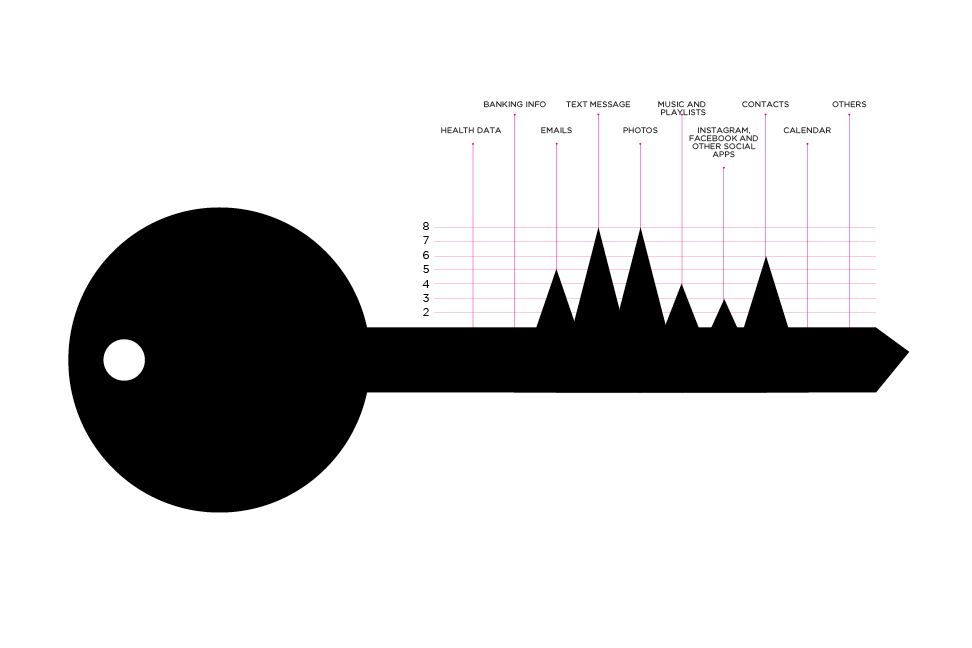 BANKING INFO
TEXT MESSAGE
MUSIC AND
PLAYLISTS
CONTACTS
OTHERS
HEALTH DATA
EMAILS
PHOTOS
INSTAGRAM,
FACEBOOK AND
OTHER SOCIAL
APPS
CALENDAR
8
7
6
5
4
3
2